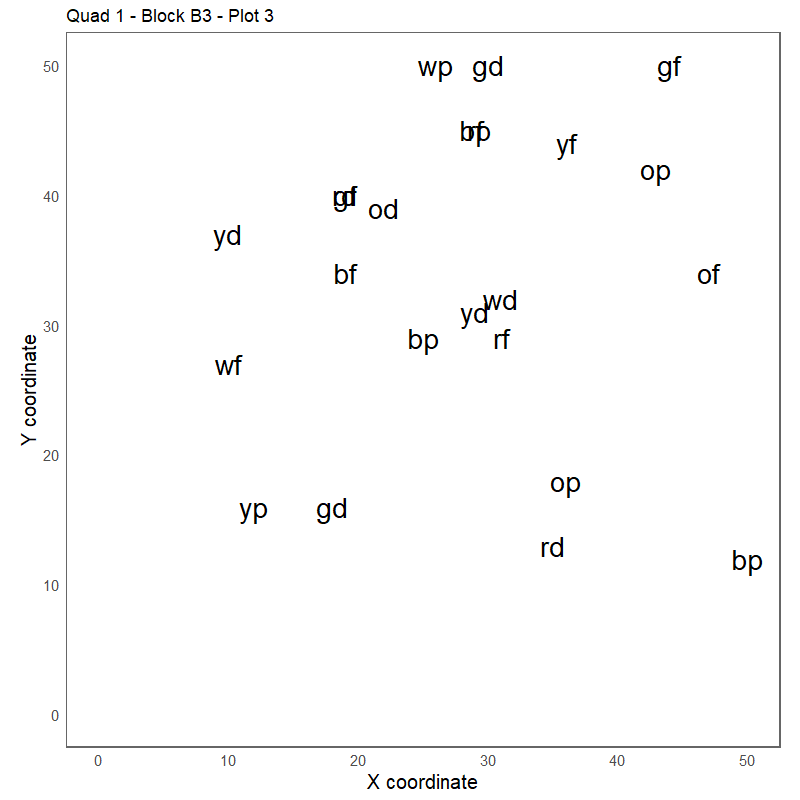 Quad 1 - Block B3 - Plot 3
50
wp
gd
gf
bf
yf
op
40
od
yd
bf
of
30
wd
yd
bp
rf
wf
20
op
yp
gd
rd
bp
10
0
0 10 20 30 40 50
X coordinate
Y coordinate